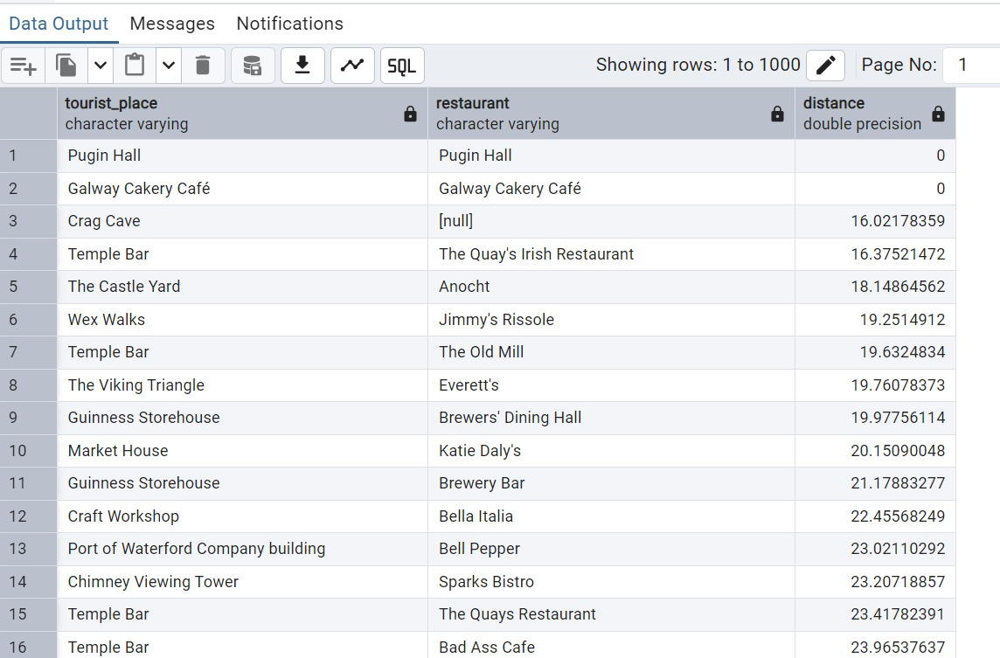 Data Output Messages Notifications
SQL Showing rows: 1 to 1000 Page No: 1
tourist_place restaurant distance
character varying character varying double precision
1 Pugin Hall Pugin Hall 0
2 Galway Cakery Café Galway Cakery Café 0
3 Crag Cave [null] 16.02178359
4 Temple Bar The Quay's Irish Restaurant 16.37521472
5 The Castle Yard Anocht 18.14864562
6 Wex Walks Jimmy's Rissole 19.2514912
7 Temple Bar The Old Mill 19.6324834
8 The Viking Triangle Everett's 19.76078373
9 Guinness Storehouse Brewers' Dining Hall 19.97756114
10 Market House Katie Daly's 20.15090048
11 Guinness Storehouse Brewery Bar 21.17883277
12 Craft Workshop Bella Italia 22.45568249
13 Port of Waterford Company building Bell Pepper 23.02110292
14 Chimney Viewing Tower Sparks Bistro 23.20718857
15 Temple Bar The Quays Restaurant 23.41782391
16 Temple Bar Bad Ass Cafe 23.96537637